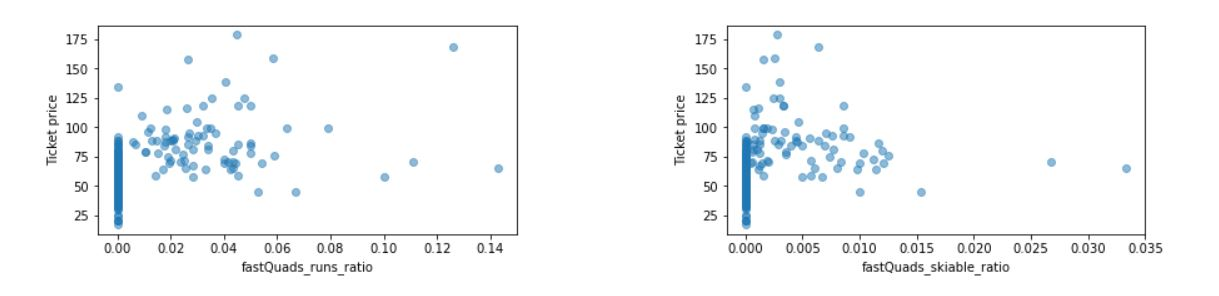 175
150
125
100
75
50
25
Ticket price
0.00 0.02 0.04 0.06 0.08 0.10 0.12 0.14
fastQuads_runs_ratio
175
150
125
100
75
50
25
Ticket price
0.000 0.005 0.010 0.015 0.020 0.025 0.030 0.035
fastQuads_skiable_ratio